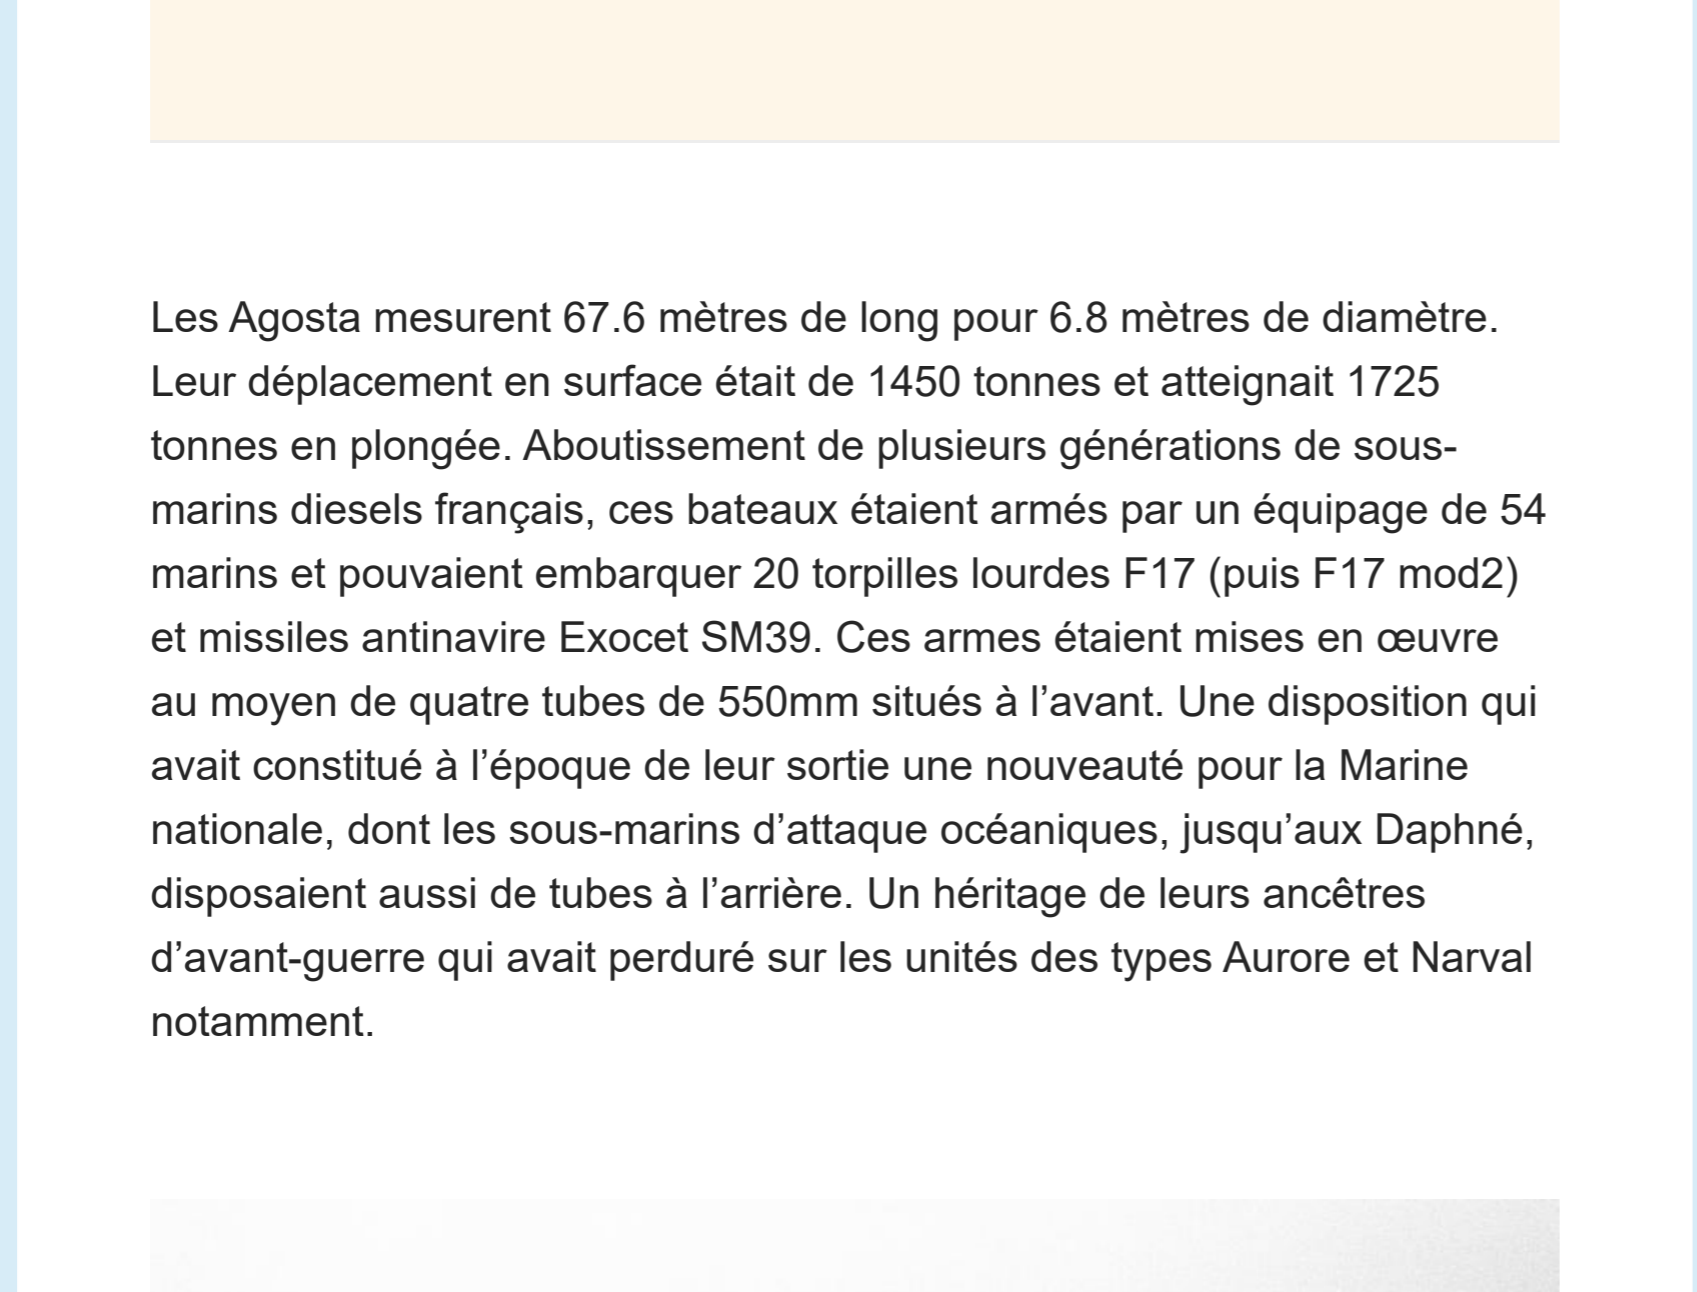 Les Agosta mesurent 67.6 mètres de long pour 6.8 mètres de diamètre.
Leur déplacement en surface était de 1450 tonnes et atteignait 1725
tonnes en plongée. Aboutissement de plusieurs générations de sous-
marins diesels français, ces bateaux étaient armés par un équipage de 54
marins et pouvaient embarquer 20 torpilles lourdes F17 (puis F17 mod2)
et missiles antinavire Exocet SM39. Ces armes étaient mises en œuvre
au moyen de quatre tubes de 550mm situés à l’avant. Une disposition qui
avait constitué à l’époque de leur sortie une nouveauté pour la Marine
nationale, dont les sous-marins d’attaque océaniques, jusqu’aux Daphné,
disposaient aussi de tubes à l’arrière. Un héritage de leurs ancêtres
d’avant-guerre qui avait perduré sur les unités des types Aurore et Narval
notamment.